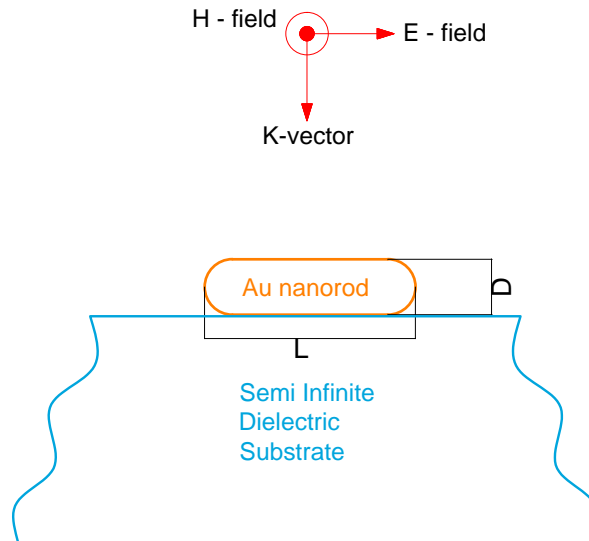 H - field
E - field
K-vector
Au nanorod
D
L
Semi Infinite
Dielectric
Substrate